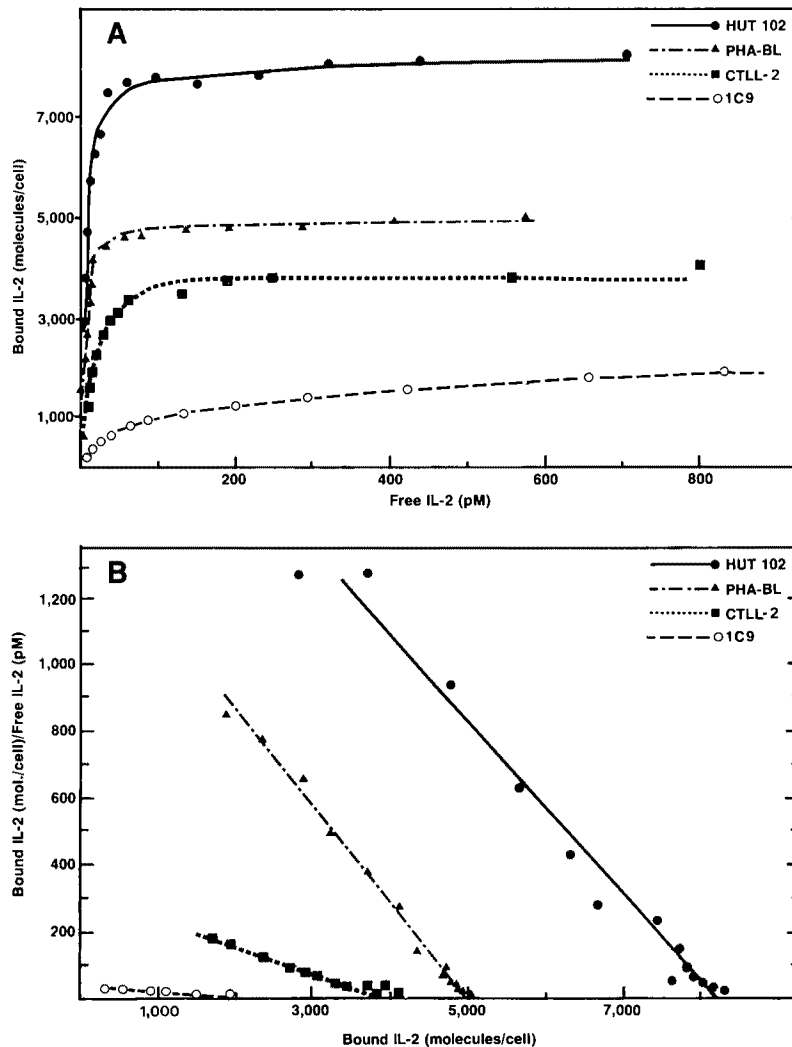 A
HUT 102
PHA-BL
CTLL-2
1C9
7,000
5,000
3,000
1,000
Bound IL-2 (molecules/cell)
200
400
600
800
Free IL-2 (pM)
B
HUT 102
PHA-BL
CTLL-2
1C9
1,200
1,000
800
600
400
200
Bound IL-2 (mol./cell)/Free IL-2 (pM)
1,000
3,000
5,000
7,000
Bound IL-2 (molecules/cell)